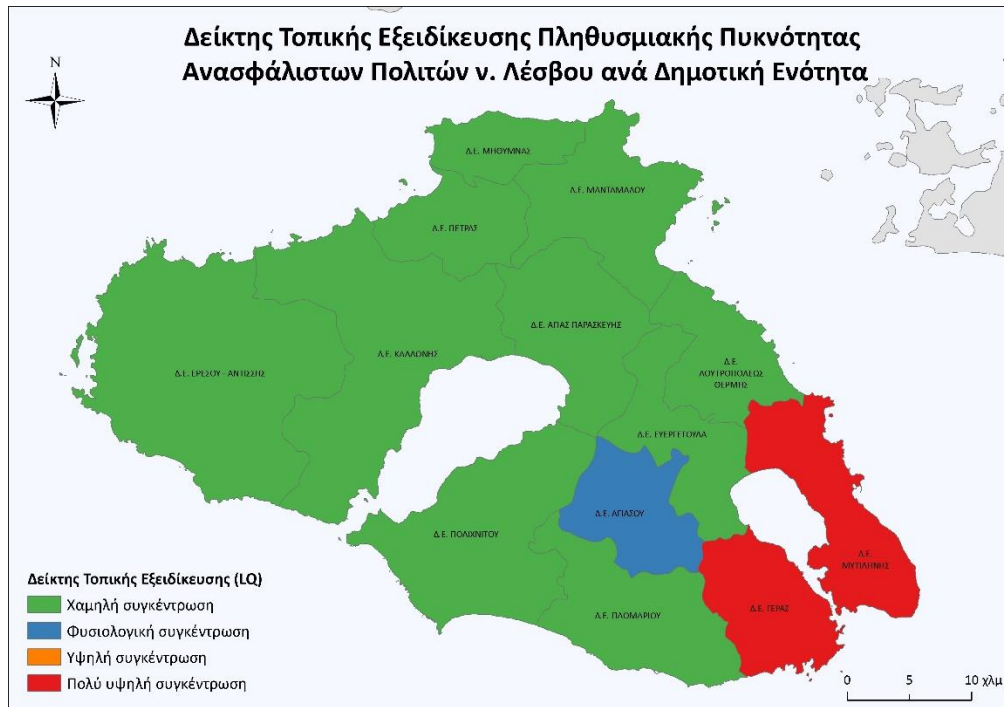 Δείκτης Τοπικής Εξειδίκευσης Πληθυσμιακής Πυκνότητας
Ανασφάλιστων Πολιτών ν. Λέσβου ανά Δημοτική Ενότητα
N
Δ.Ε. ΜΗΘΥΜΝΑΣ
Δ.Ε. ΜΑΝΤΑΜΑΔΟΥ
Δ.Ε. ΠΕΤΡΑΣ
Δ.Ε. ΑΓΙΑΣ ΠΑΡΑΣΚΕΥΗΣ
Δ.Ε. ΚΑΛΛΟΝΗΣ
Δ.Ε.
ΛΟΥΤΡΟΠΟΛΕΩΣ
ΘΕΡΜΗΣ
Δ.Ε. ΕΡΕΣΟΥ - ΑΝΤΙΣΣΗΣ
Δ.Ε. ΕΥΕΡΓΕΤΟΥΛΑ
Δ.Ε. ΑΓΙΑΣΟΥ
Δ.Ε. ΠΟΛΙΧΝΙΤΟΥ
Δ.Ε.
ΜΥΤΙΛΗΝΗΣ
Δ.Ε. ΠΛΩΜΑΡΙΟΥ
Δ.Ε. ΓΕΡΑΣ
Δείκτης Τοπικής Εξειδίκευσης (LQ)
Χαμηλή συγκέντρωση
Φυσιολογική συγκέντρωση
Υψηλή συγκέντρωση
Πολύ υψηλή συγκέντρωση
0 5 10 χλμ